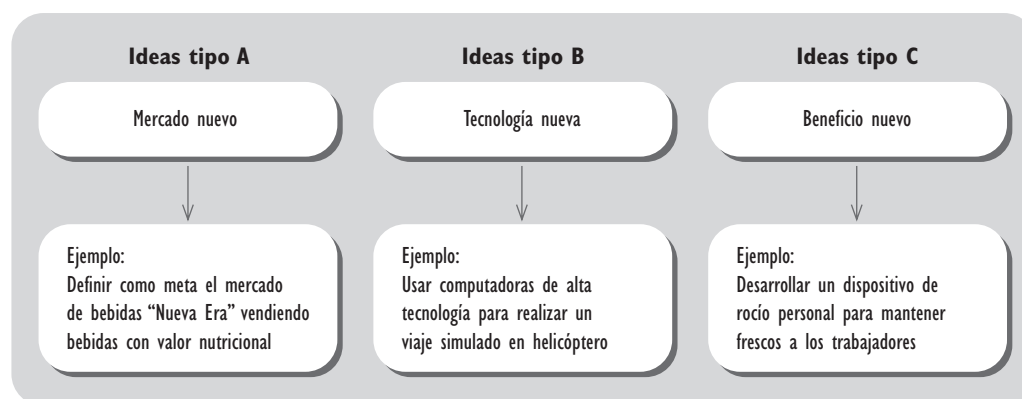 Ideas tipo A
Mercado nuevo
Ejemplo:
Definir como meta el mercado
de bebidas “Nueva Era” vendiendo
bebidas con valor nutricional
Ideas tipo B
Tecnología nueva
Ejemplo:
Usar computadoras de alta
tecnología para realizar un
viaje simulado en helicóptero
Ideas tipo C
Beneficio nuevo
Ejemplo:
Desarrollar un dispositivo de
rocío personal para mantener
frescos a los trabajadores